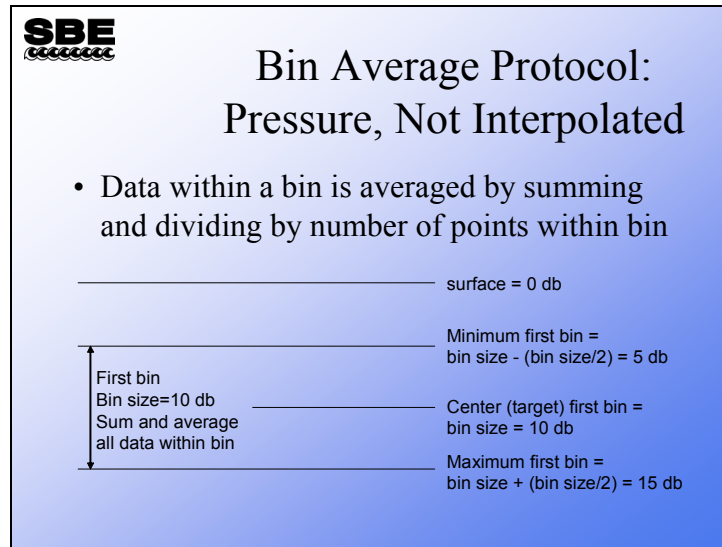 SBE
Bin Average Protocol:
Pressure, Not Interpolated
• Data within a bin is averaged by summing
and dividing by number of points within bin
surface = 0 db
Minimum first bin =
bin size - (bin size/2) = 5 db
First bin
Bin size=10 db
Sum and average
all data within bin
Center (target) first bin =
bin size = 10 db
Maximum first bin =
bin size + (bin size/2) = 15 db